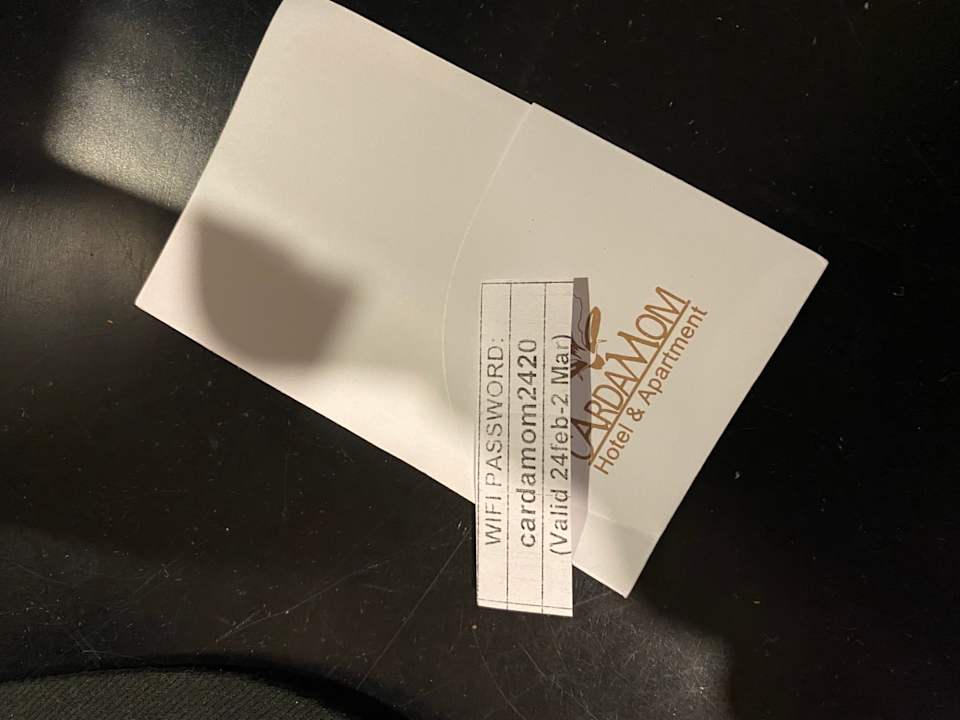 WIFI PASSWORD:
cardamom2420
(Valid 24feb-2 Mar)
CARDAMOM
Hotel & Apartment